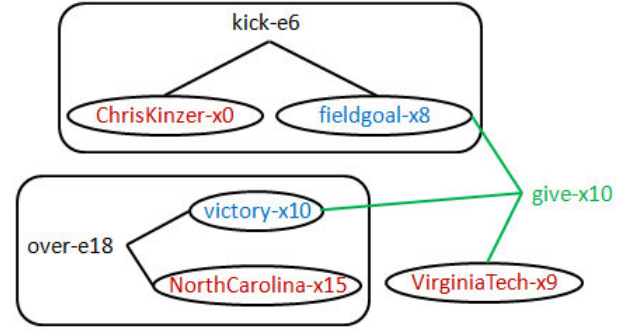 kick-e6
ChrisKinzer-x0 fieldgoal-x8
give-x10
victory-x10
over-e18
NorthCarolina-x15 VirginiaTech-x9